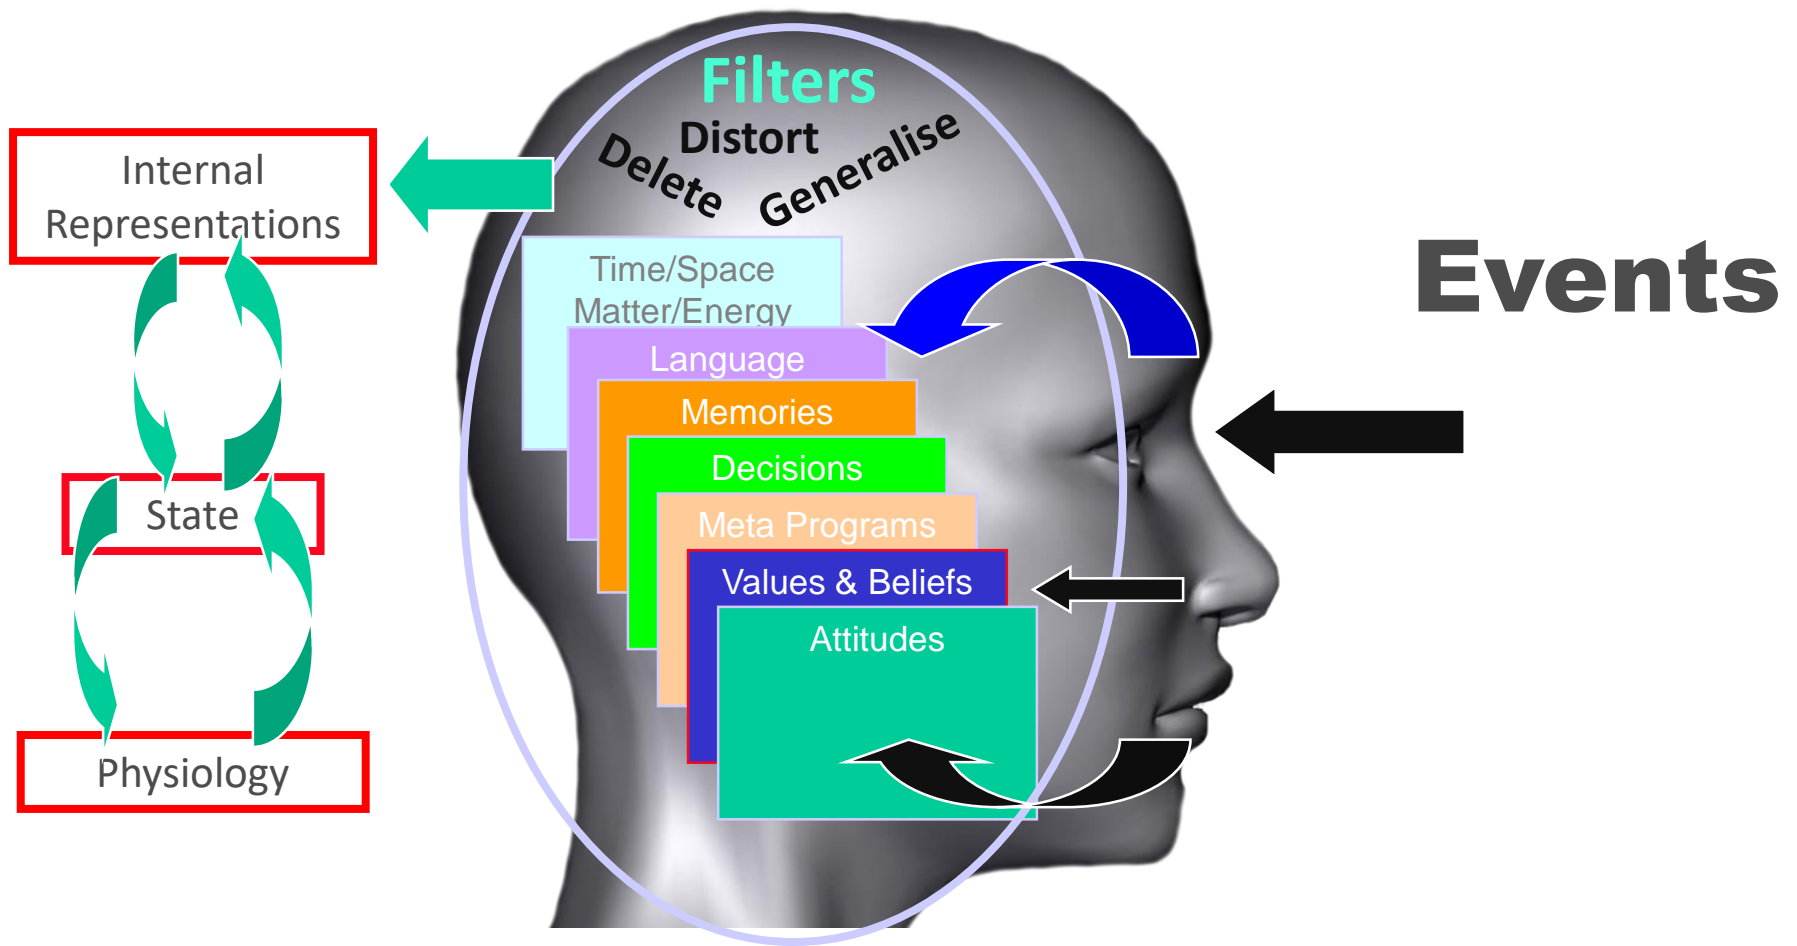 Filters
Distort
Delete
Generalise
Internal
Representations
Time/Space
Matter/Energy
Language
Memories
Decisions
Meta Programs
Values & Beliefs
Attitudes
State
Physiology
Events